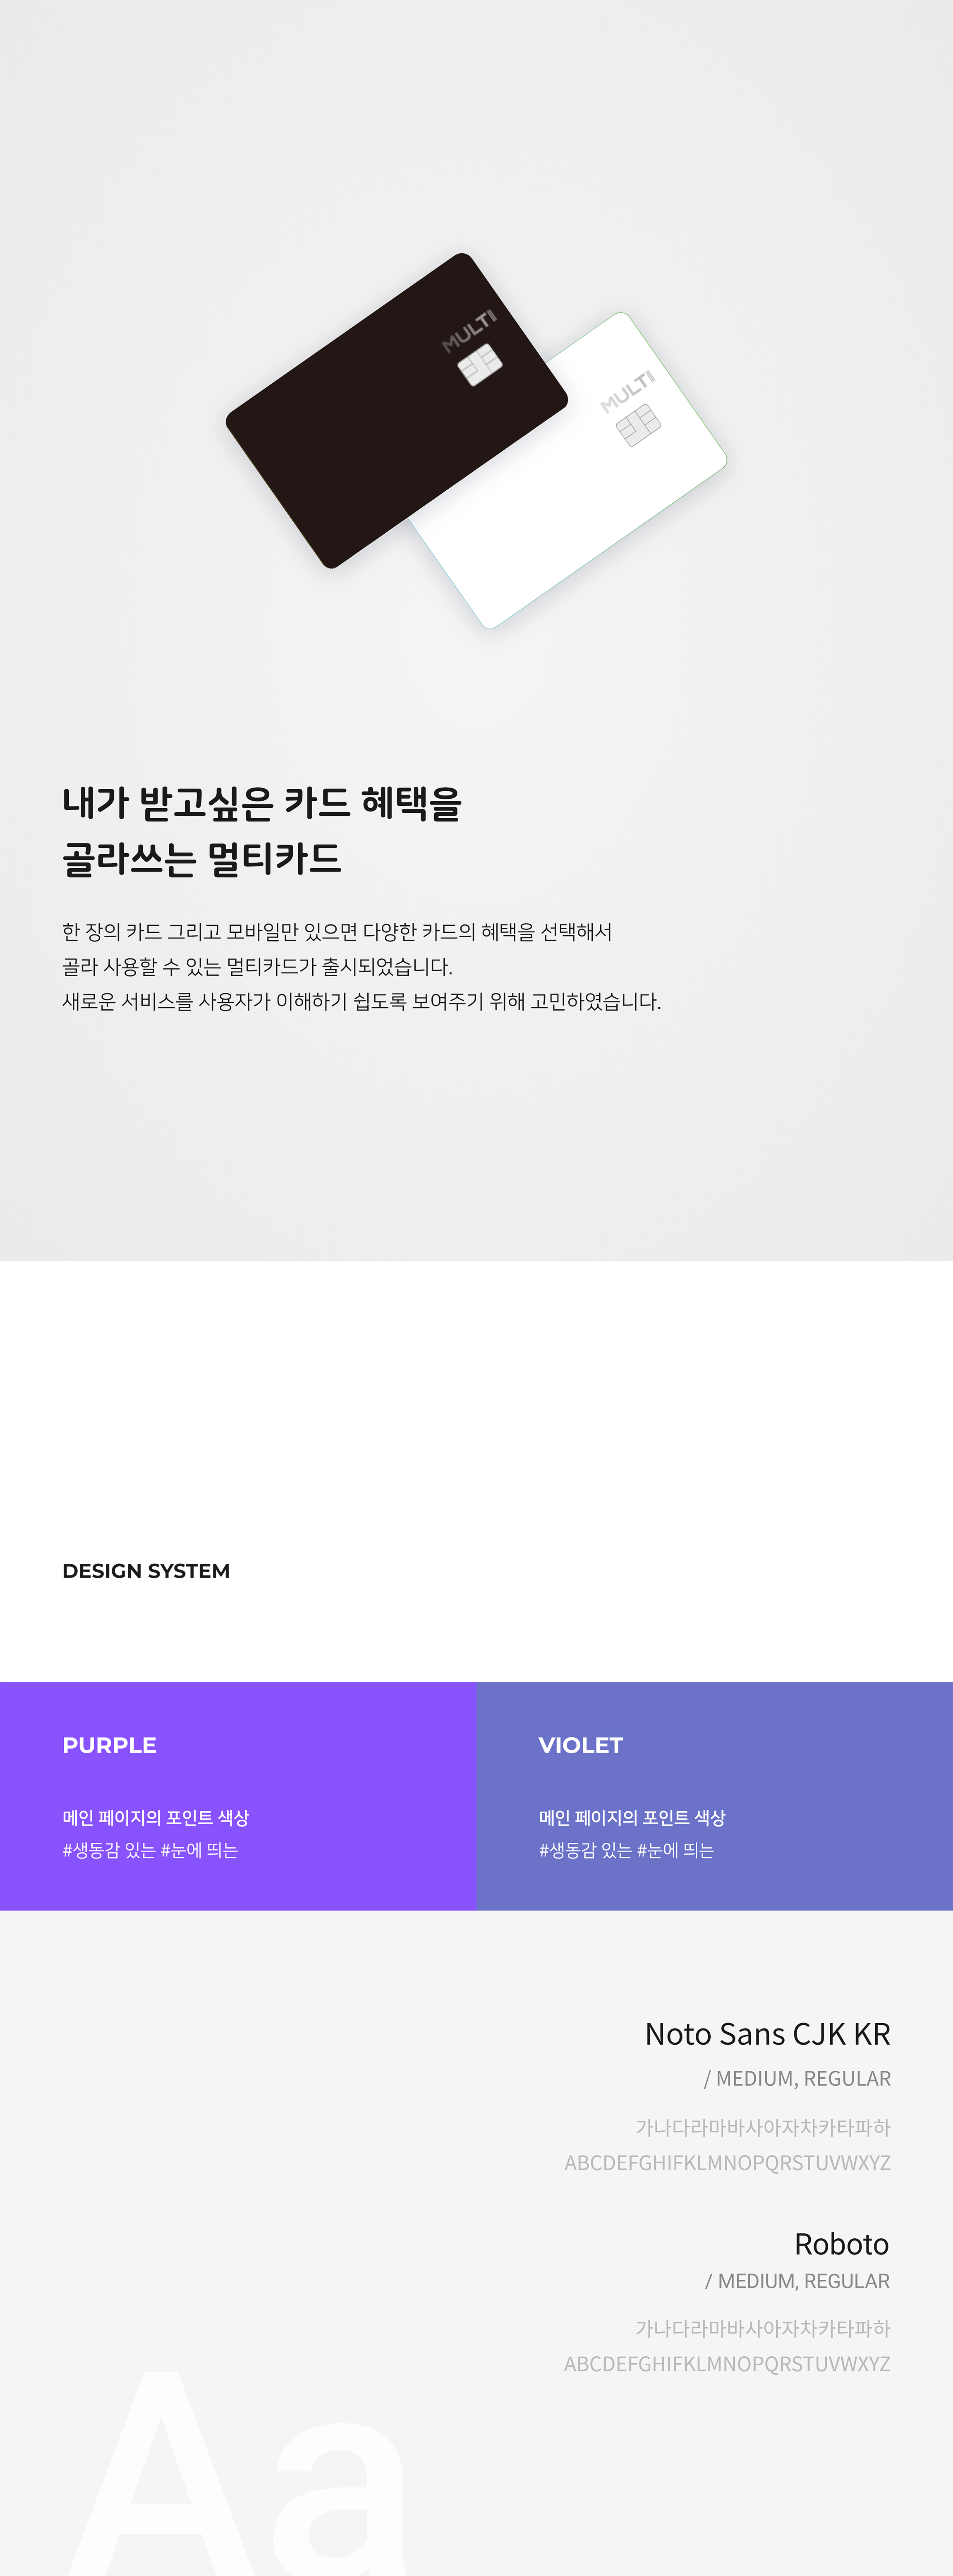 MULTI
MULTI
내가 받고싶은 카드 혜택을
골라쓰는 멀티카드
한 장의 카드 그리고 모바일만 있으면 다양한 카드의 혜택을 선택해서
골라 사용할 수 있는 멀티카드가 출시되었습니다.
새로운 서비스를 사용자가 이해하기 쉽도록 보여주기 위해 고민하였습니다.
DESIGN SYSTEM
PURPLE
메인 페이지의 포인트 색상
#생동감 있는 #눈에 띄는
VIOLET
메인 페이지의 포인트 색상
#생동감 있는 #눈에 띄는
Noto Sans CJK KR
/ MEDIUM, REGULAR
가나다라마바사아자차카타파하
ABCDEFGHIFKLMNOPQRSTUVWXYZ
Roboto
/ MEDIUM, REGULAR
가나다라마바사아자차카타파하
ABCDEFGHIFKLMNOPQRSTUVWXYZ
Aa